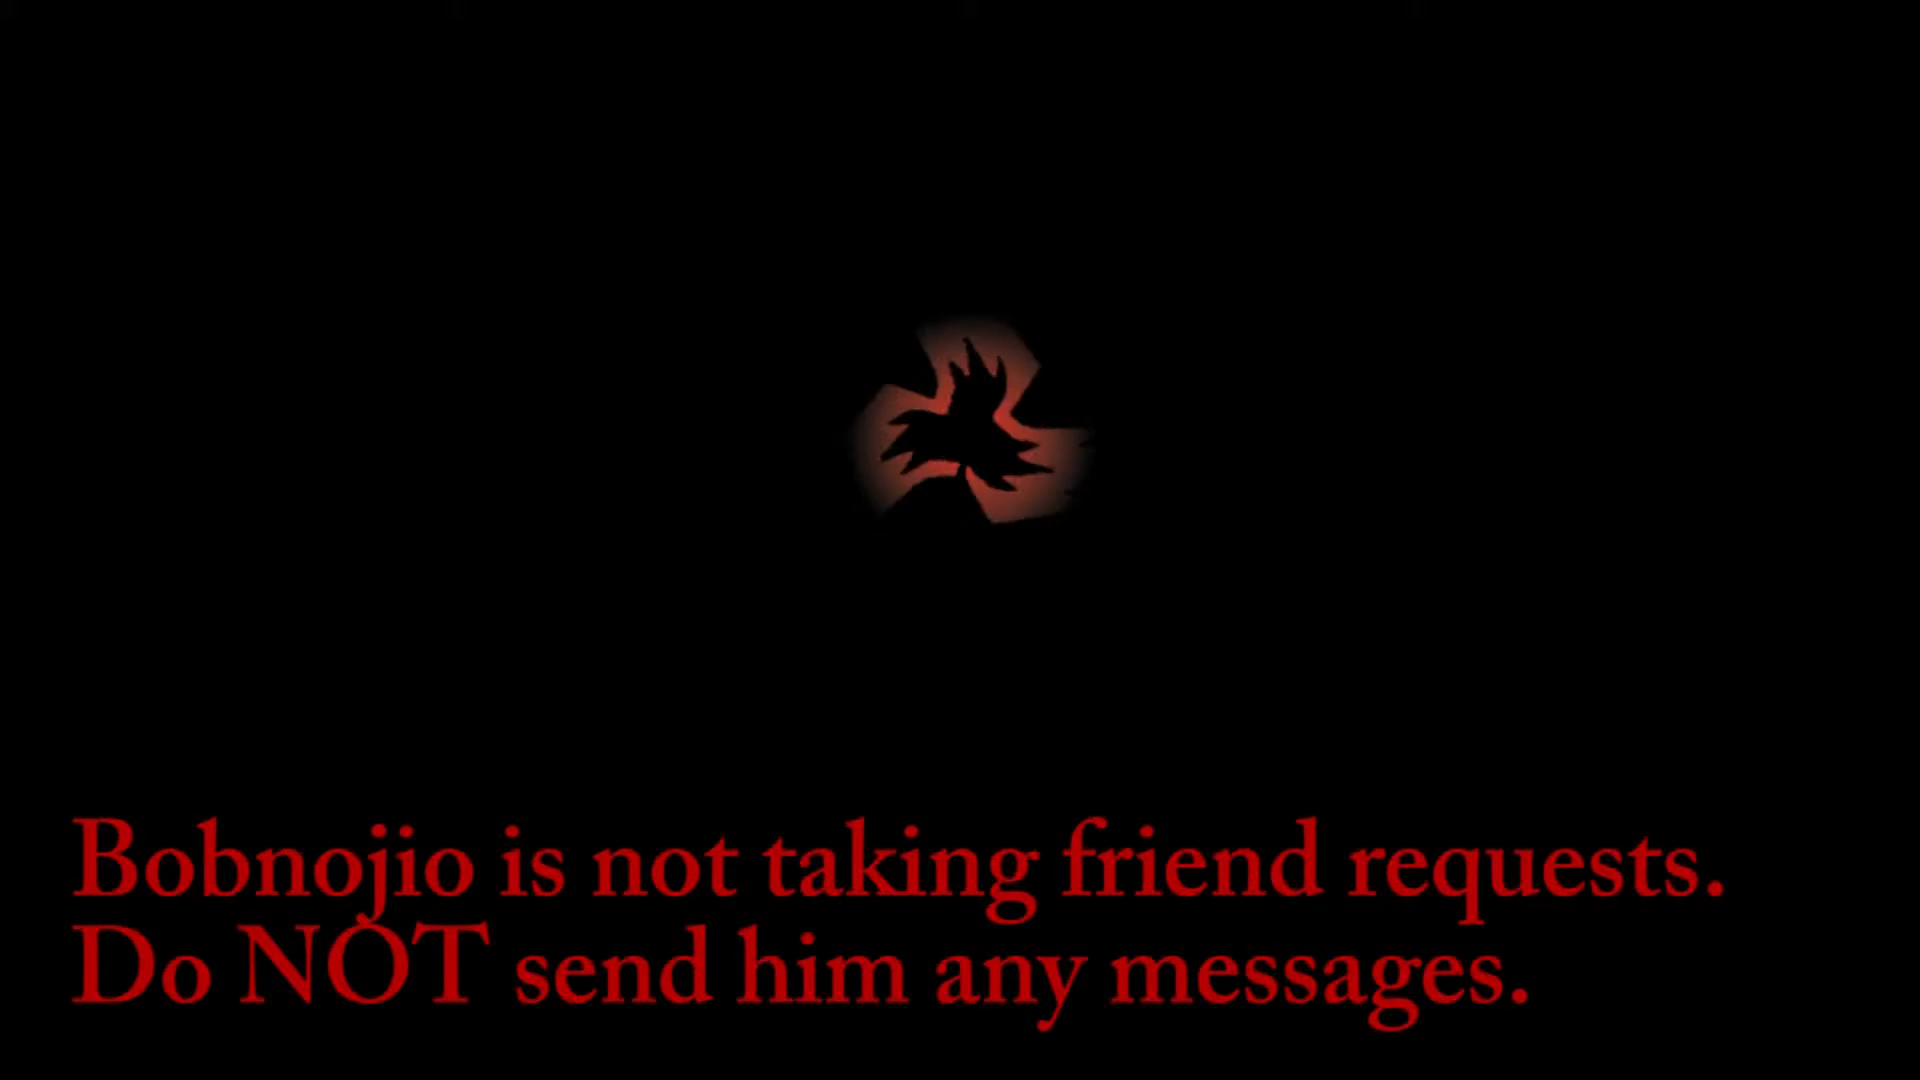 Bobnojio is not taking friend requests.
Do NOT send him any messages.